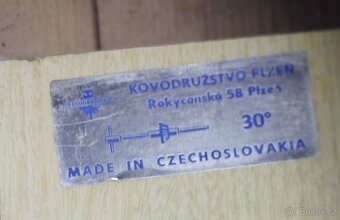 KOVODRUŽSTVO PLZEŇ
Rokycanská 58 Plzeň
30°
MADE IN CZECHOSLOVAKIA